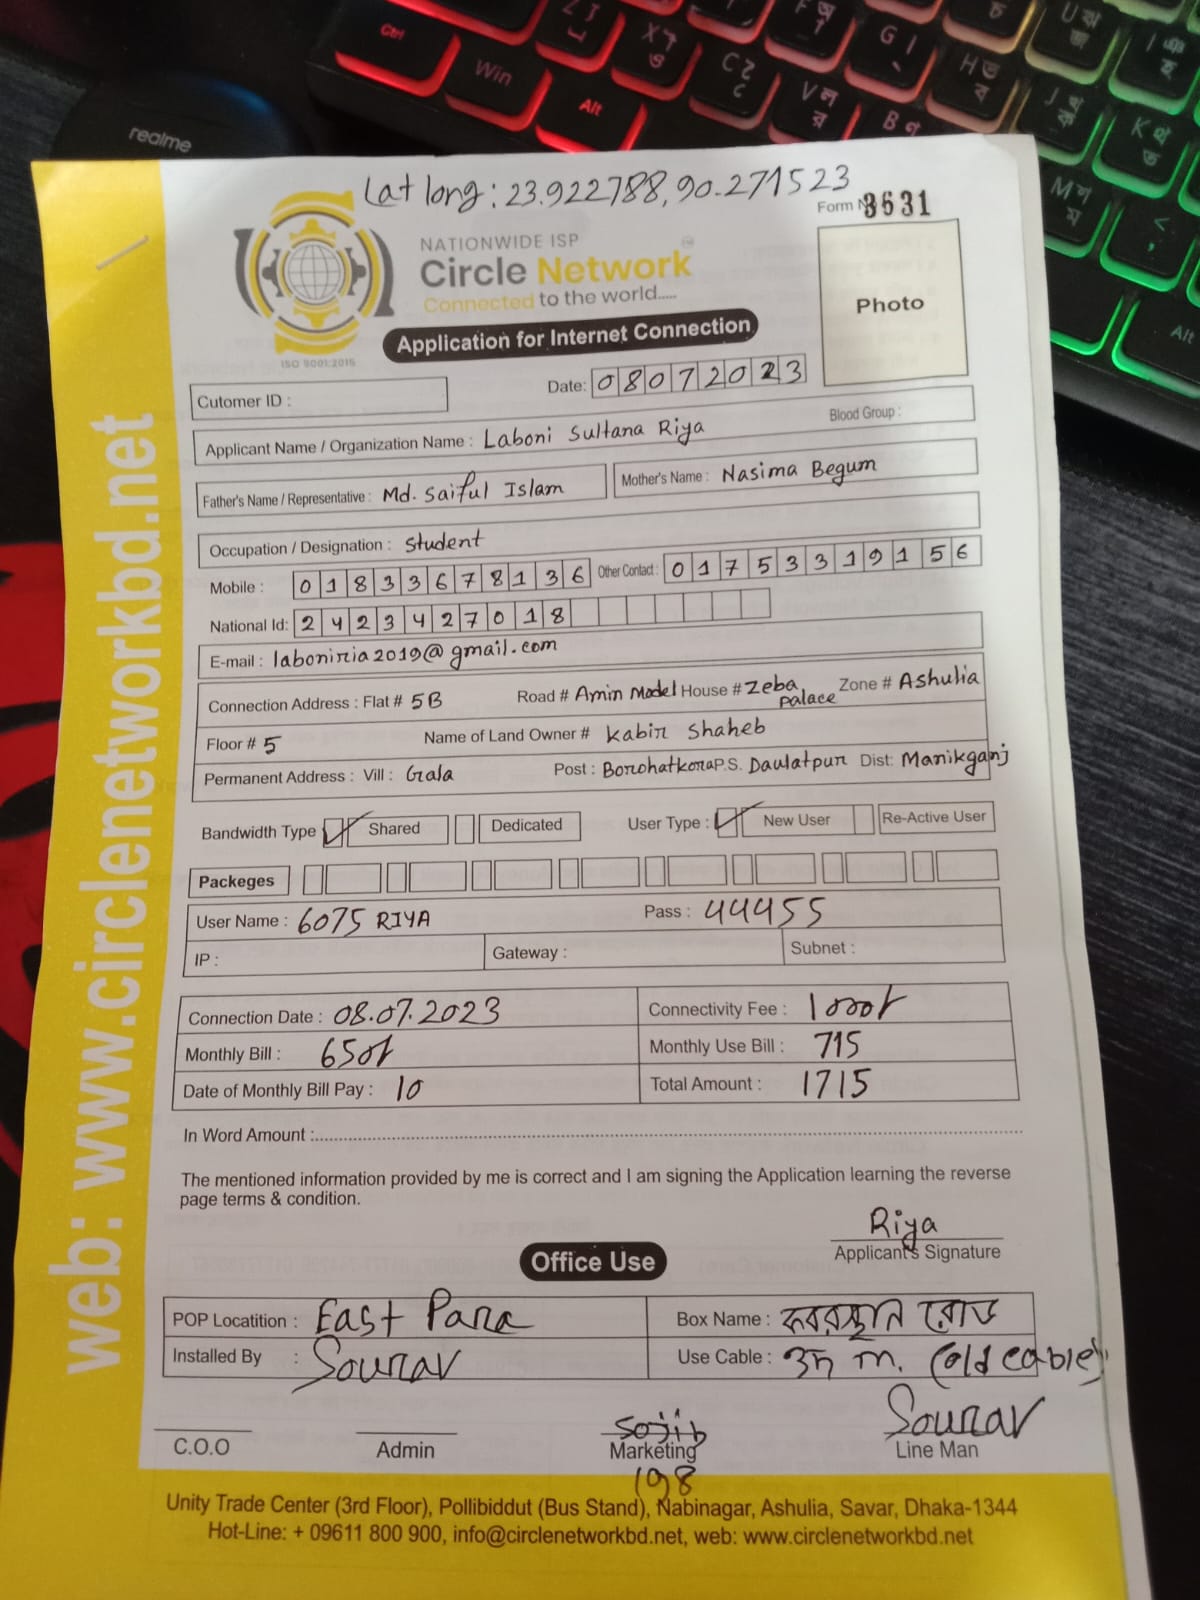 Lat long: 23.922788, 90.271523
Form № 3631
NATIONWIDE ISP
Circle Network
Connected to the world.....
ISO 9001:2015
Photo
Application for Internet Connection
Date: 08072023
Cutomer ID :
Applicant Name / Organization Name : Laboni Sultana Riya Blood Group :
Father's Name / Representative : Md. Saiful Islam Mother's Name : Nasima Begum
Occupation / Designation : Student
Mobile : 01833678136 Other Contact : 01753319156
National Id: 2423427018
E-mail : laboniria2019@gmail.com
Connection Address : Flat # 5B Road # Amin Model House # Zeba Palace Zone # Ashulia
Floor # 5 Name of Land Owner # Kabir Shaheb
Permanent Address : Vill : Gala Post : Borohatkora P.S. Daulatpur Dist: Manikganj
Bandwidth Type Shared Dedicated User Type : New User Re-Active User
Packeges
User Name : 6075 RIYA Pass : 44455
IP : Gateway : Subnet :
Connection Date : 08.07.2023 Connectivity Fee : 1000/
Monthly Bill : 650/ Monthly Use Bill : 715
Date of Monthly Bill Pay : 10 Total Amount : 1715
In Word Amount :
The mentioned information provided by me is correct and I am signing the Application learning the reverse
page terms & condition.
Riya
Applicant's Signature
Office Use
POP Locatition : East Para Box Name : কবরস্থান রোড
Installed By : Sourav Use Cable : 35 m. (old cable)
C.O.O
Admin
Sojib
Marketing
198
Sourav
Line Man
Unity Trade Center (3rd Floor), Pollibiddut (Bus Stand), Nabinagar, Ashulia, Savar, Dhaka-1344
Hot-Line: + 09611 800 900, info@circlenetworkbd.net, web: www.circlenetworkbd.net
web: www.circlenetworkbd.net
realme
Ctrl
Win
Alt
Alt